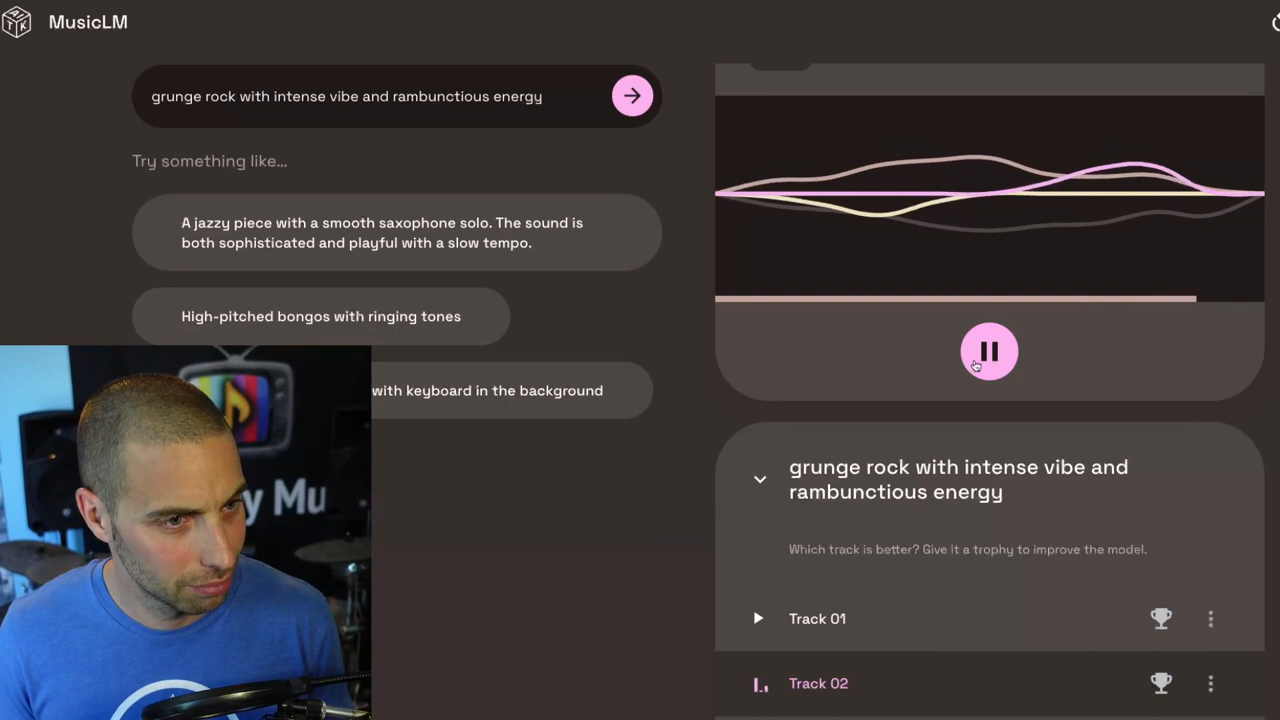 ATK
MusicLM
grunge rock with intense vibe and rambunctious energy
Try something like...
A jazzy piece with a smooth saxophone solo. The sound is
both sophisticated and playful with a slow tempo.
High-pitched bongos with ringing tones
with keyboard in the background
y Mu
grunge rock with intense vibe and
rambunctious energy
Which track is better? Give it a trophy to improve the model.
Track 01
Track 02